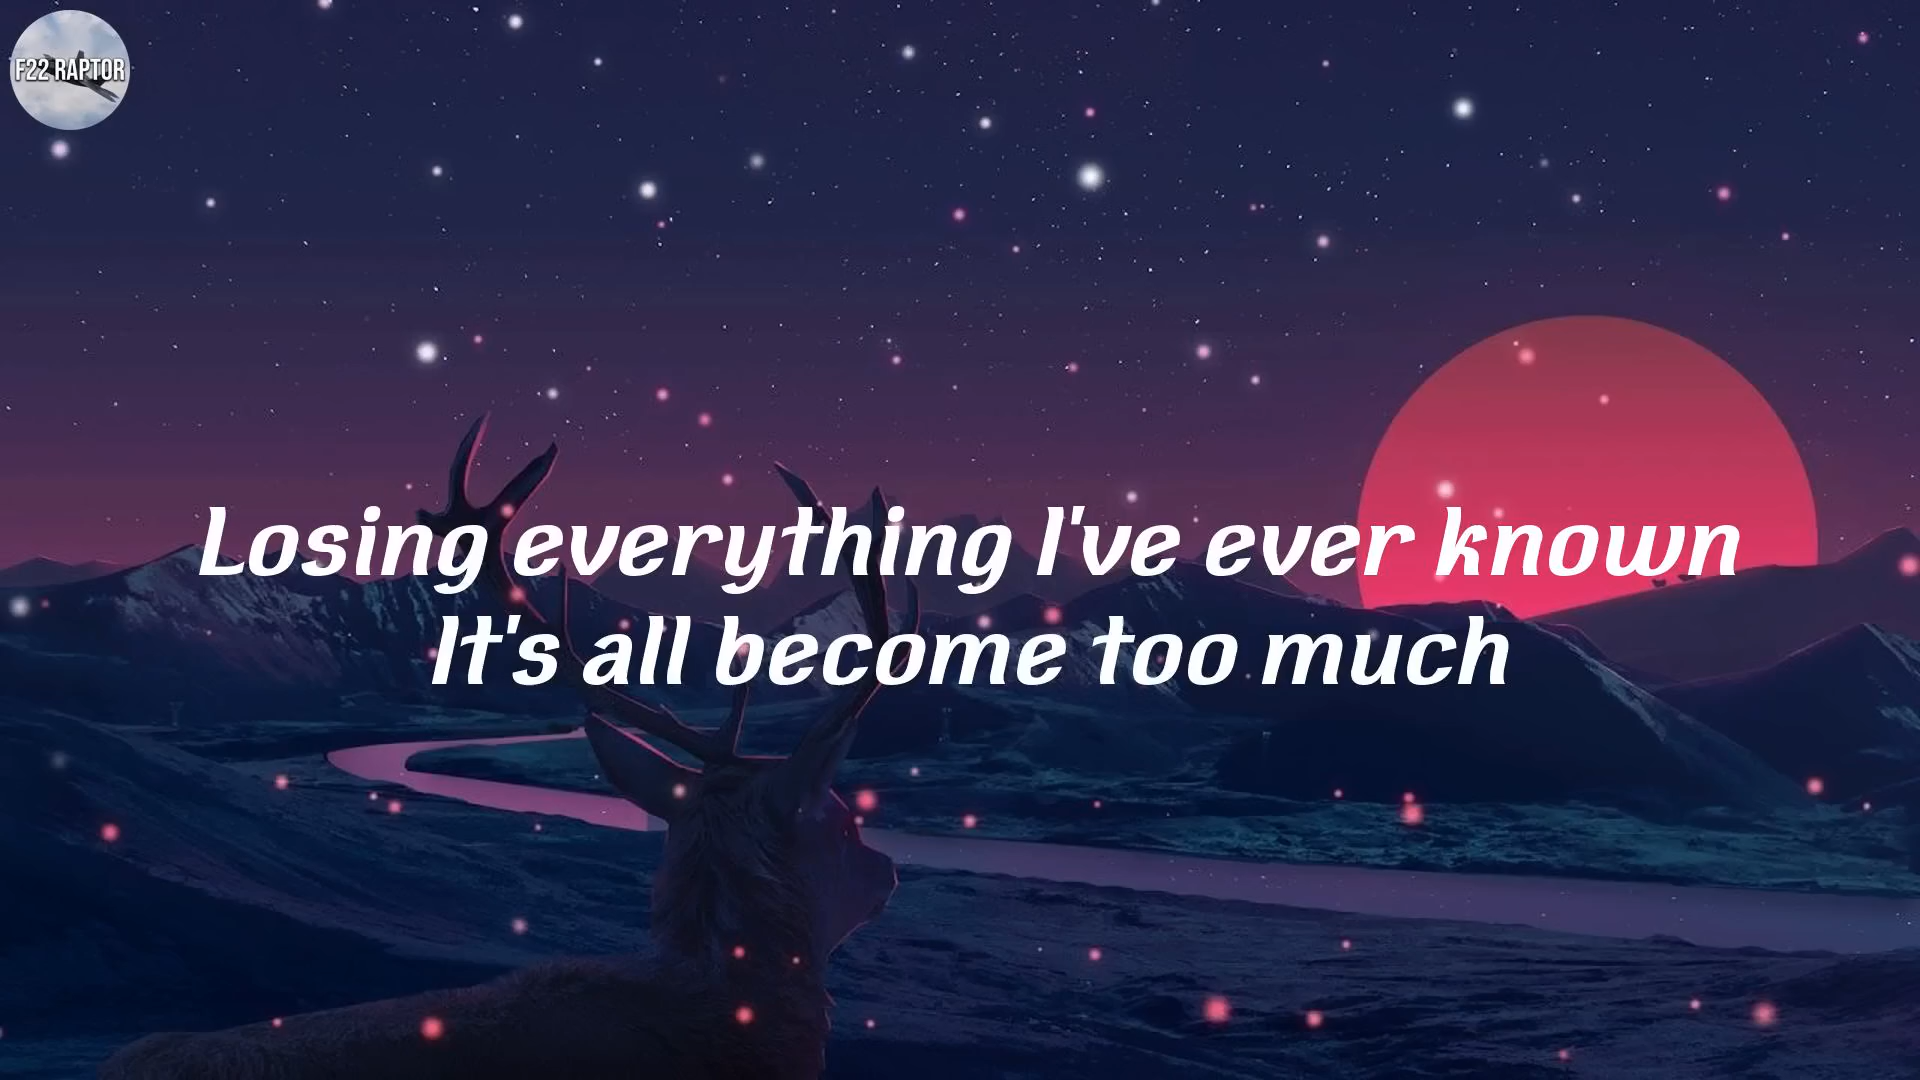 F22 RAPTOR
Losing everything I've ever known
It's all become too much